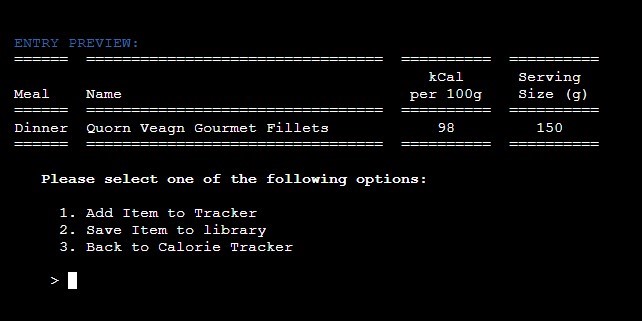 ENTRY PREVIEW:
====== ================================= ========== ==========
kCal Serving
Meal Name per 100g Size (g)
====== ================================= ========== ==========
Dinner Quorn Veagn Gourmet Fillets 98 150
====== ================================= ========== ==========
Please select one of the following options:
1. Add Item to Tracker
2. Save Item to library
3. Back to Calorie Tracker
>